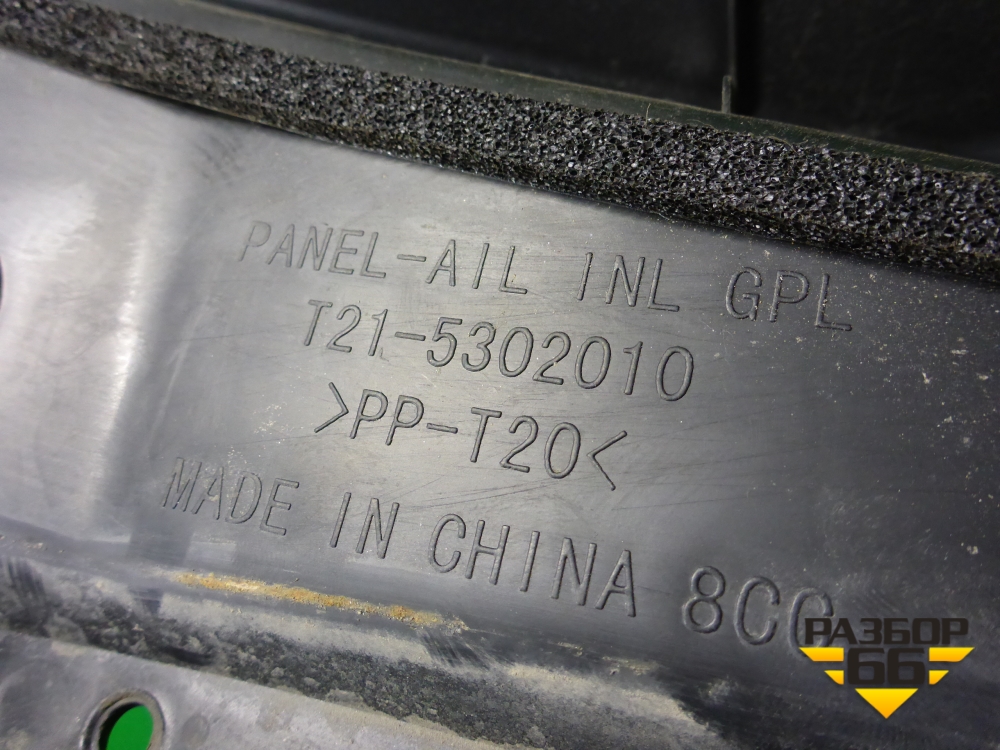 PANEL-AIL INL GPL
T21-5302010
>PP-T20<
MADE IN CHINA 8CC
РАЗБОР
66